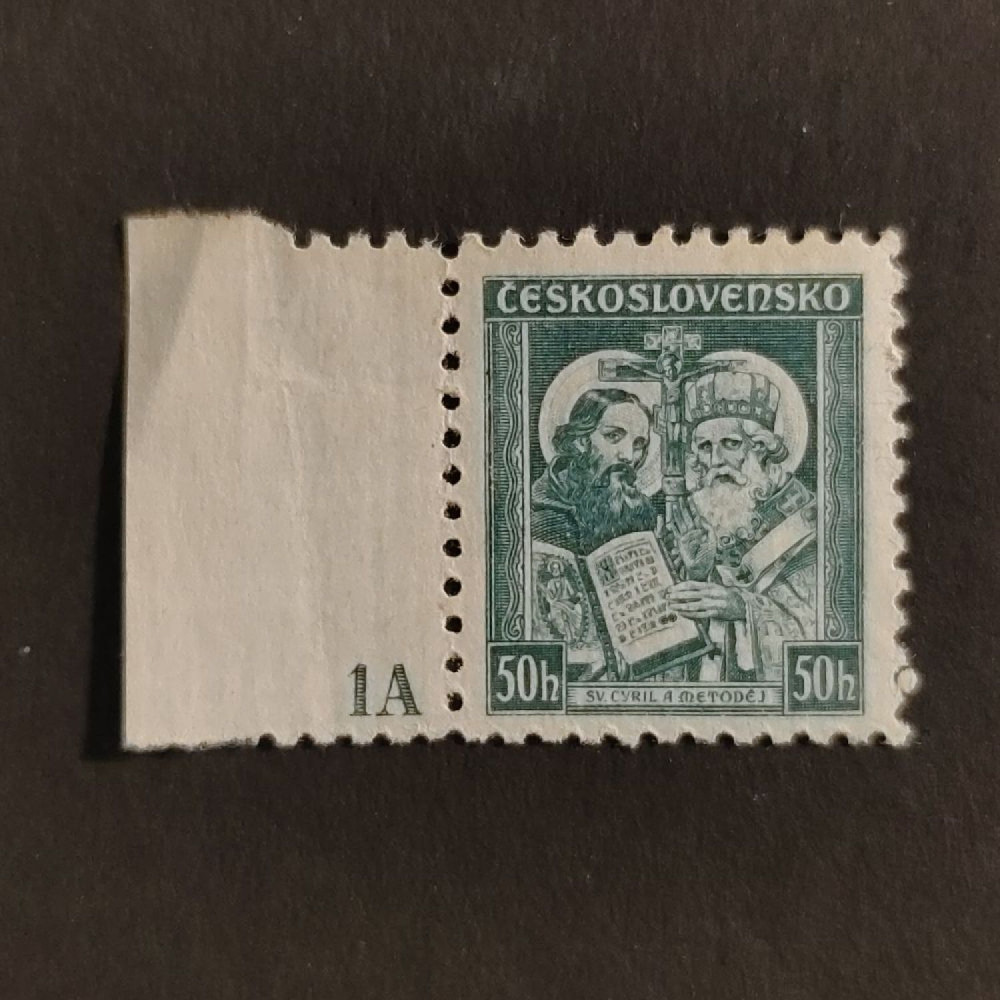 ČESKOSLOVENSKO
50h
SV. CYRIL A METODĚJ
50h
1A